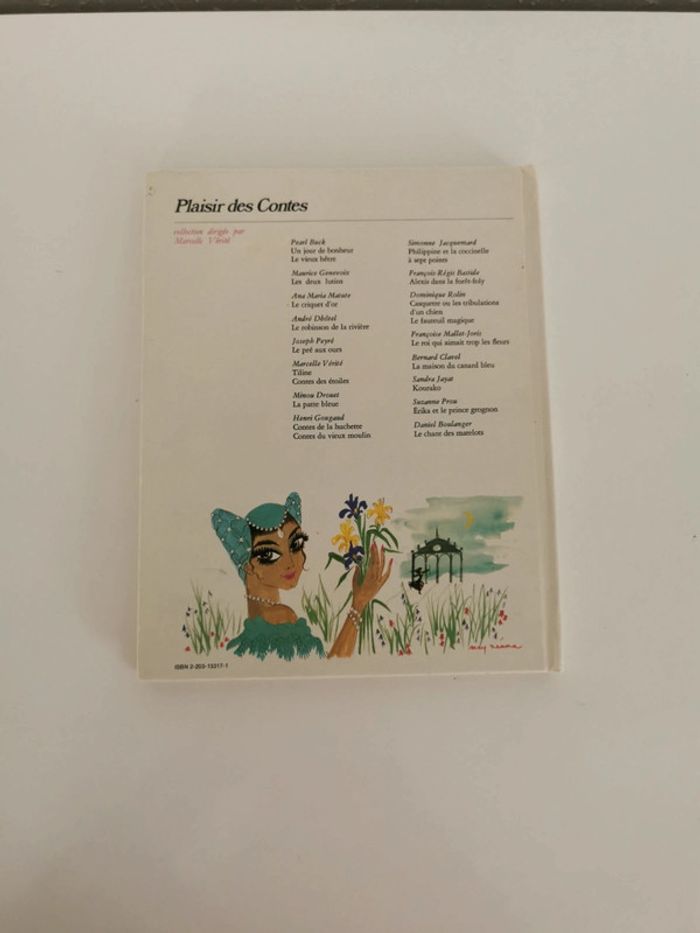 Plaisir des Contes
collection dirigée par
Marcelle Vérité
Pearl Buck
Un jour de bonheur
Le vieux hêtre
Maurice Genevoix
Les deux lutins
Ana Maria Matute
Le criquet d'or
André Dhôtel
Le robinson de la rivière
Joseph Peyré
Le pré aux ours
Marcelle Vérité
Tiline
Contes des étoiles
Minou Drouet
La patte bleue
Henri Gougaud
Contes de la huchette
Contes du vieux moulin
Simonne Jacquemard
Philippine et la coccinelle
à sept points
François-Régis Bastide
Alexis dans la forêt-foly
Dominique Rolin
Casquette ou les tribulations
d'un chien
Le fauteuil magique
Françoise Mallet-Joris
Le roi qui aimait trop les fleurs
Bernard Clavel
La maison du canard bleu
Sandra Jayat
Kourako
Suzanne Prou
Érika et le prince grognon
Daniel Boulanger
Le chant des matelots
ISBN 2-203-13317-1